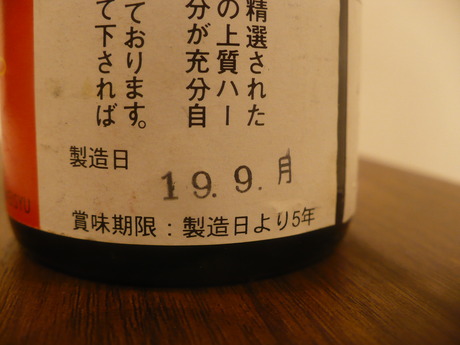 精選された
の上質ハー
分が充分自
ております。
て下されば
製造日
19.9.月
賞味期限：製造日より5年